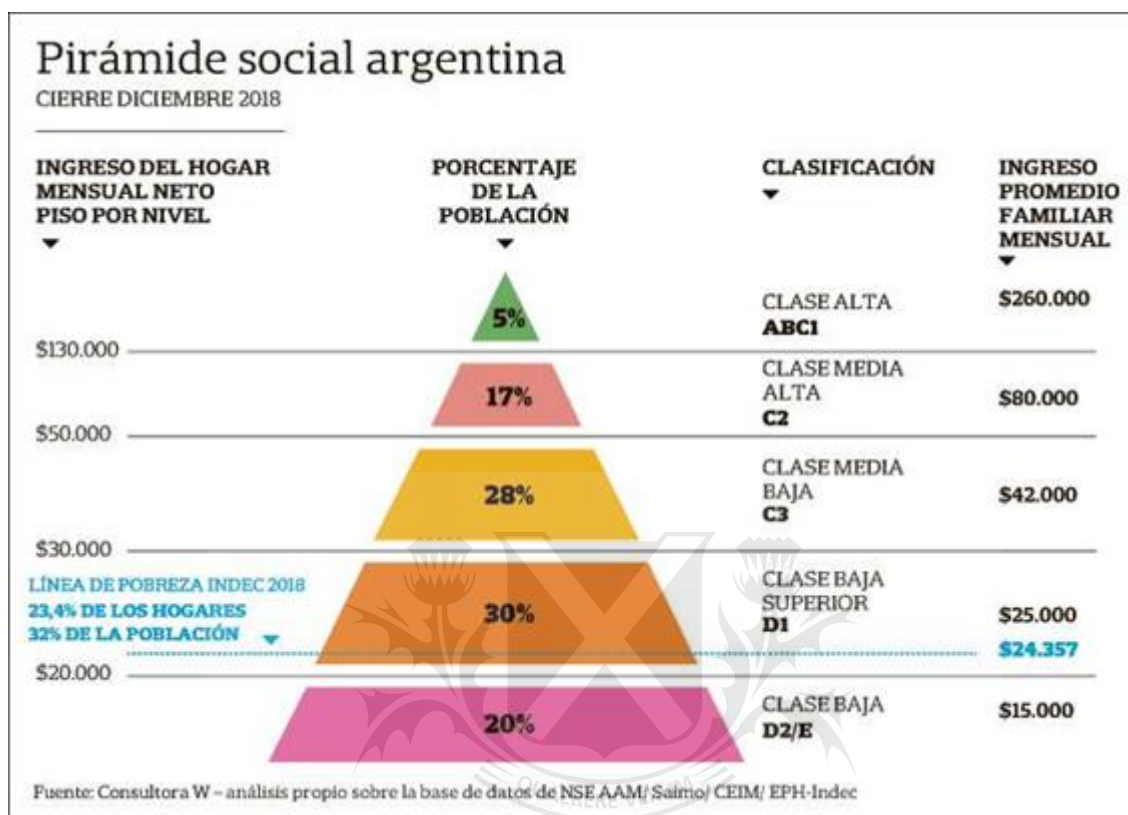 Pirámide social argentina
CIERRE DICIEMBRE 2018
INGRESO DEL HOGAR
MENSUAL NETO
PISO POR NIVEL
PORCENTAJE
DE LA
POBLACIÓN
CLASIFICACIÓN
INGRESO
PROMEDIO
FAMILIAR
MENSUAL
5%
CLASE ALTA
ABC1
$260.000
$130.000
17%
CLASE MEDIA
ALTA
C2
$80.000
$50.000
28%
CLASE MEDIA
BAJA
C3
$42.000
$30.000
LÍNEA DE POBREZA INDEC 2018
23,4% DE LOS HOGARES
32% DE LA POBLACIÓN
30%
CLASE BAJA
SUPERIOR
D1
$25.000
$24.357
$20.000
20%
CLASE BAJA
D2/E
$15.000
Fuente: Consultora W – análisis propio sobre la base de datos de NSE AAM/ Saimo/ CEIM/ EPH-Indec